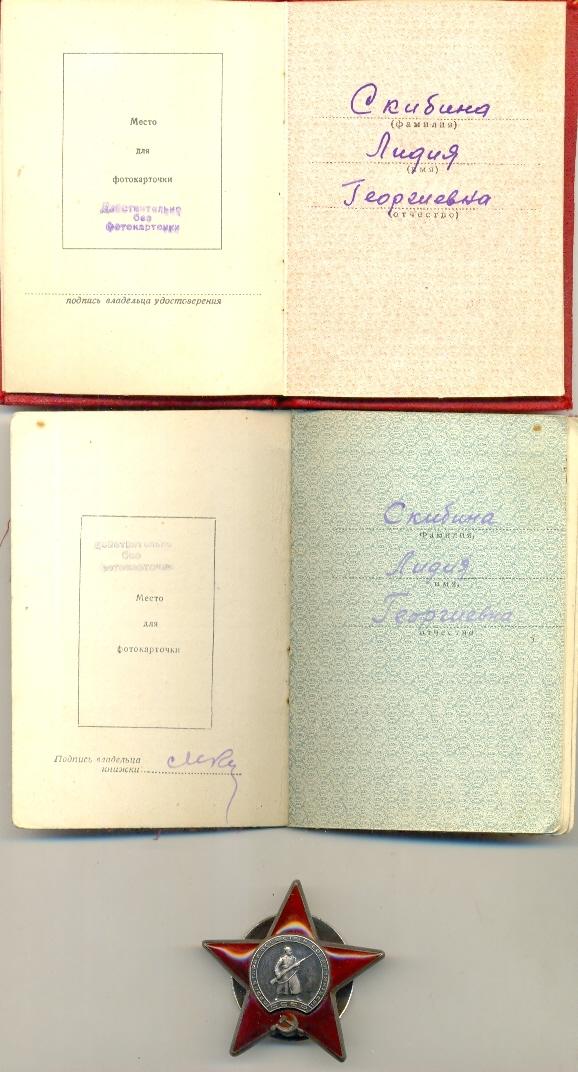 Место
для
фотокарточки
Действительно
без
фотокарточки
подпись владельца удостоверения
Скибина
(фамилия)
Лидия
(имя)
Георгиевна
(отчество)
действительно
без
фотокарточки
Место
для
фотокарточки
Подпись владельца
книжки
Скибина
Фамилия,
Лидия
имя,
Георгиевна
отчество